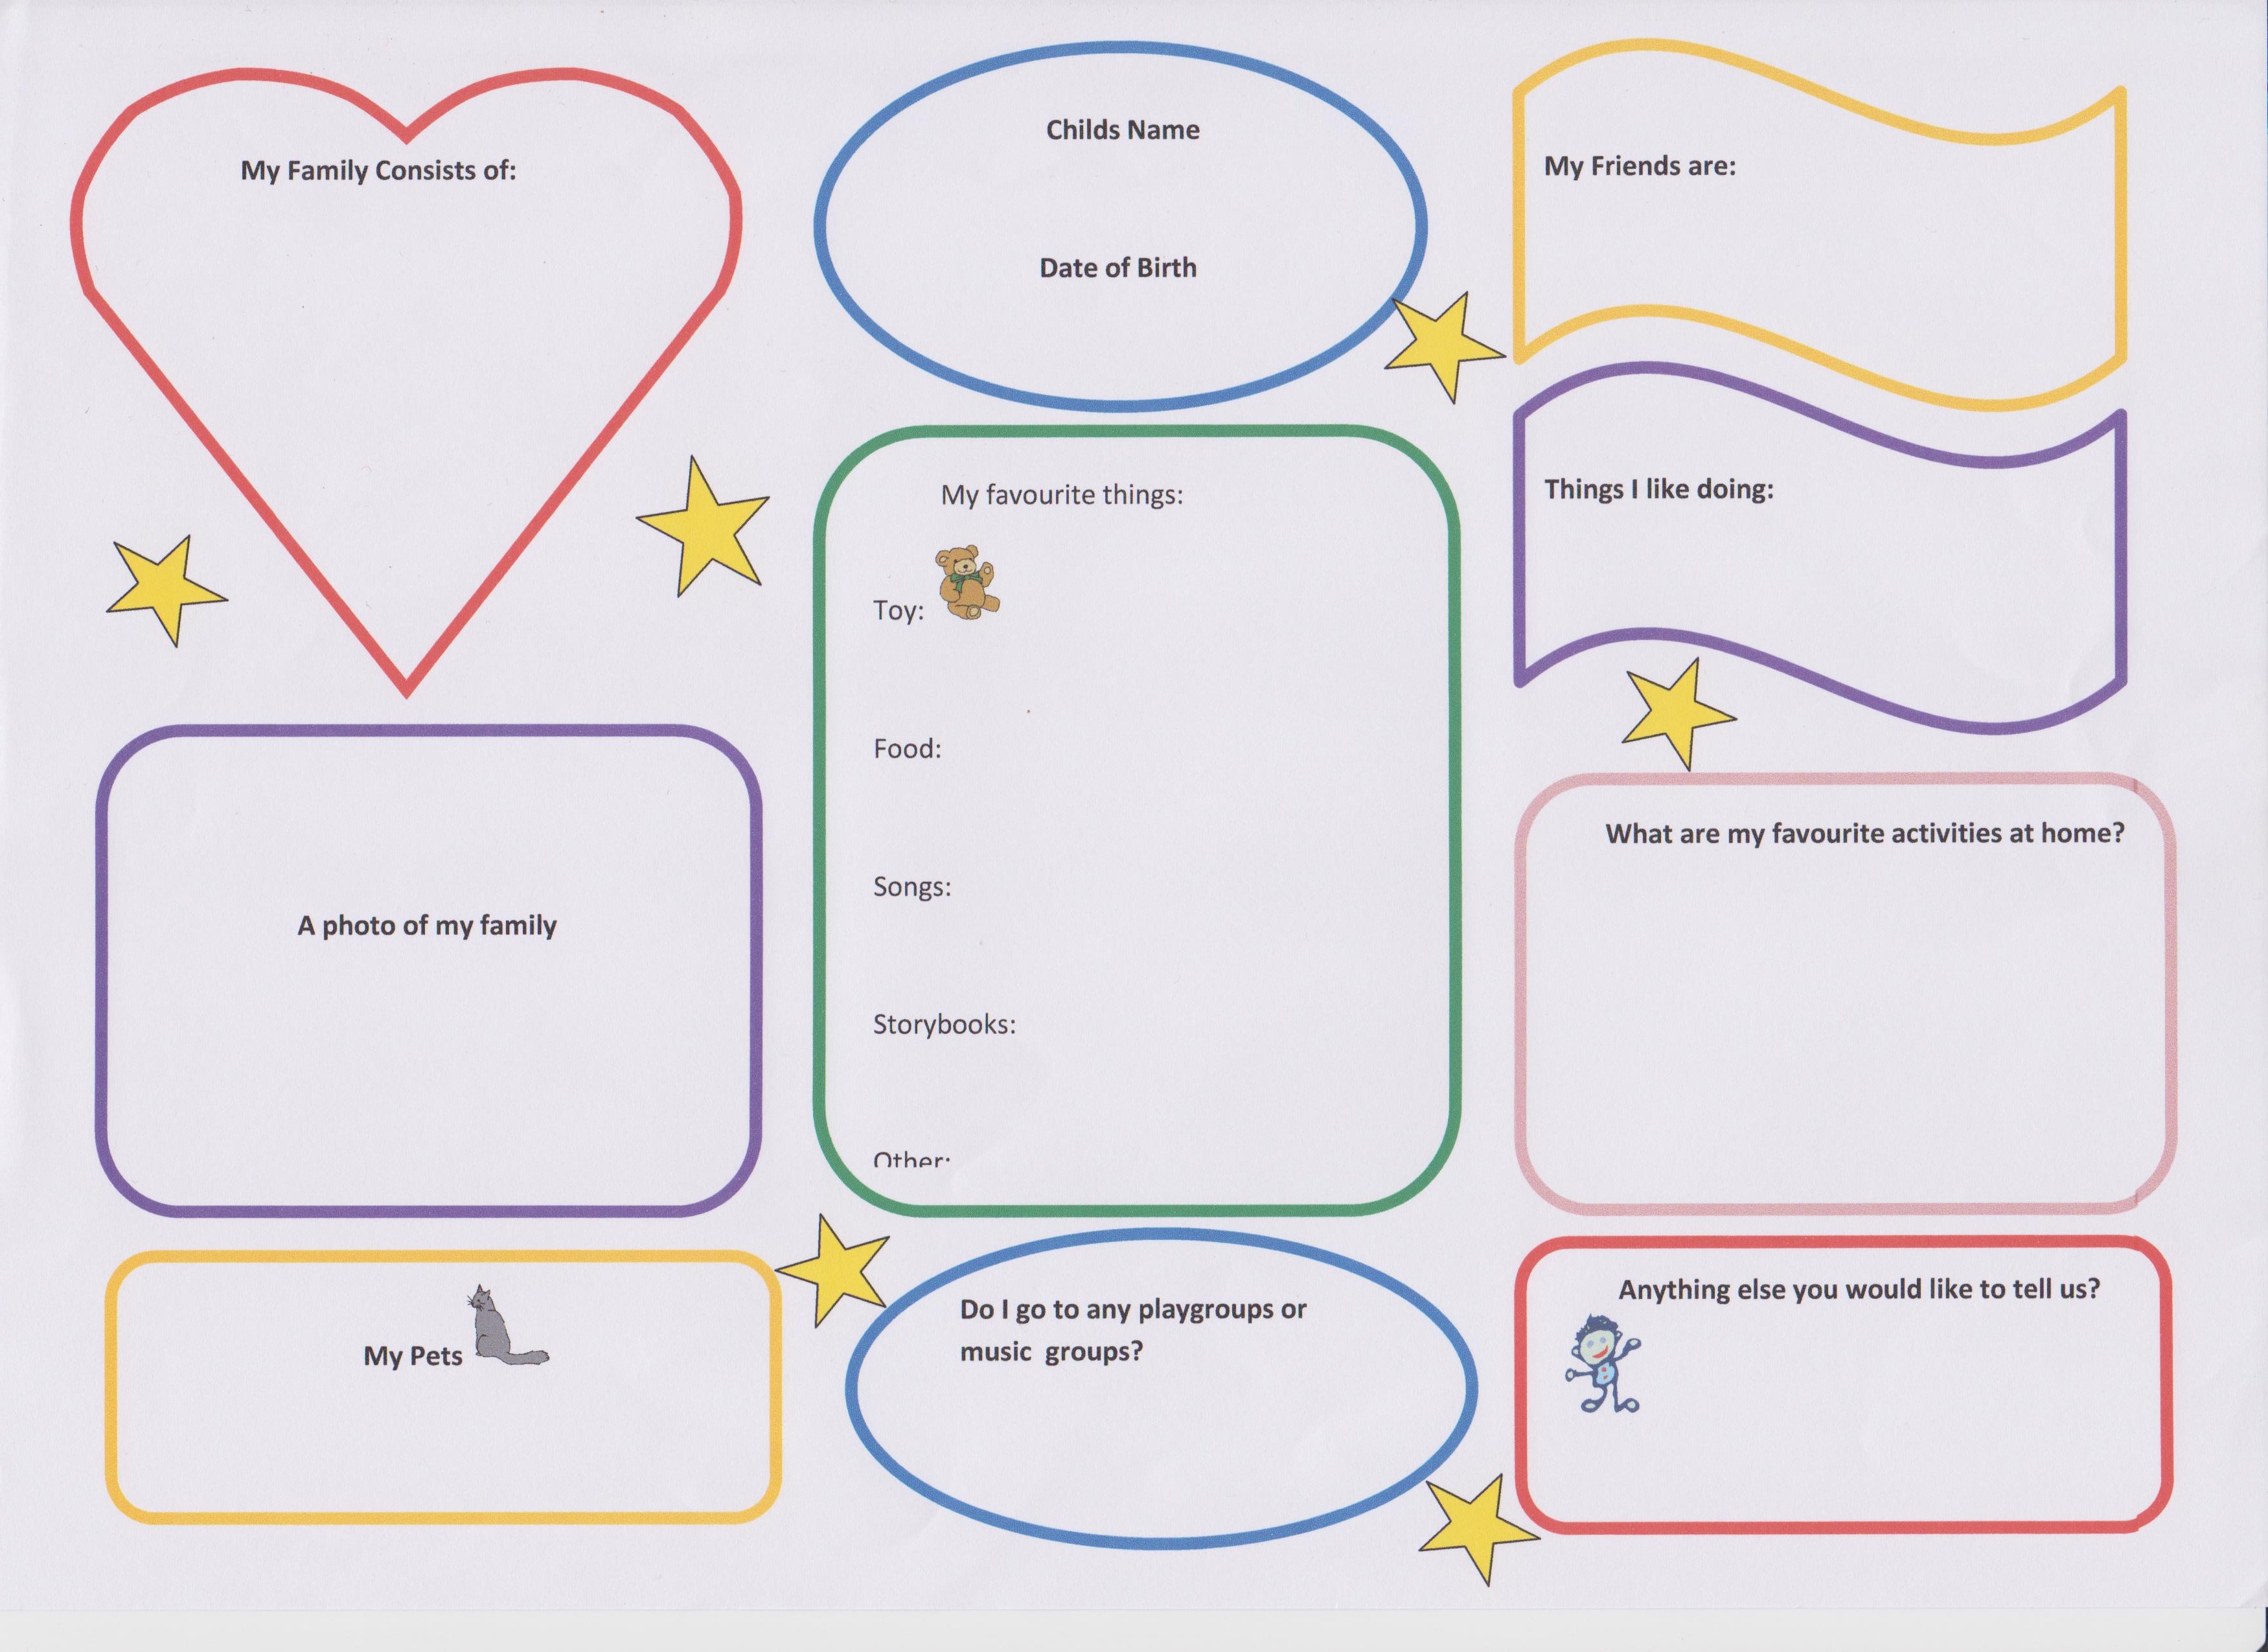 My Family Consists of:
Childs Name
Date of Birth
My Friends are:
Things I like doing:
My favourite things:
Toy:
Food:
Songs:
Storybooks:
Other:
A photo of my family
What are my favourite activities at home?
My Pets
Do I go to any playgroups or
music  groups?
Anything else you would like to tell us?